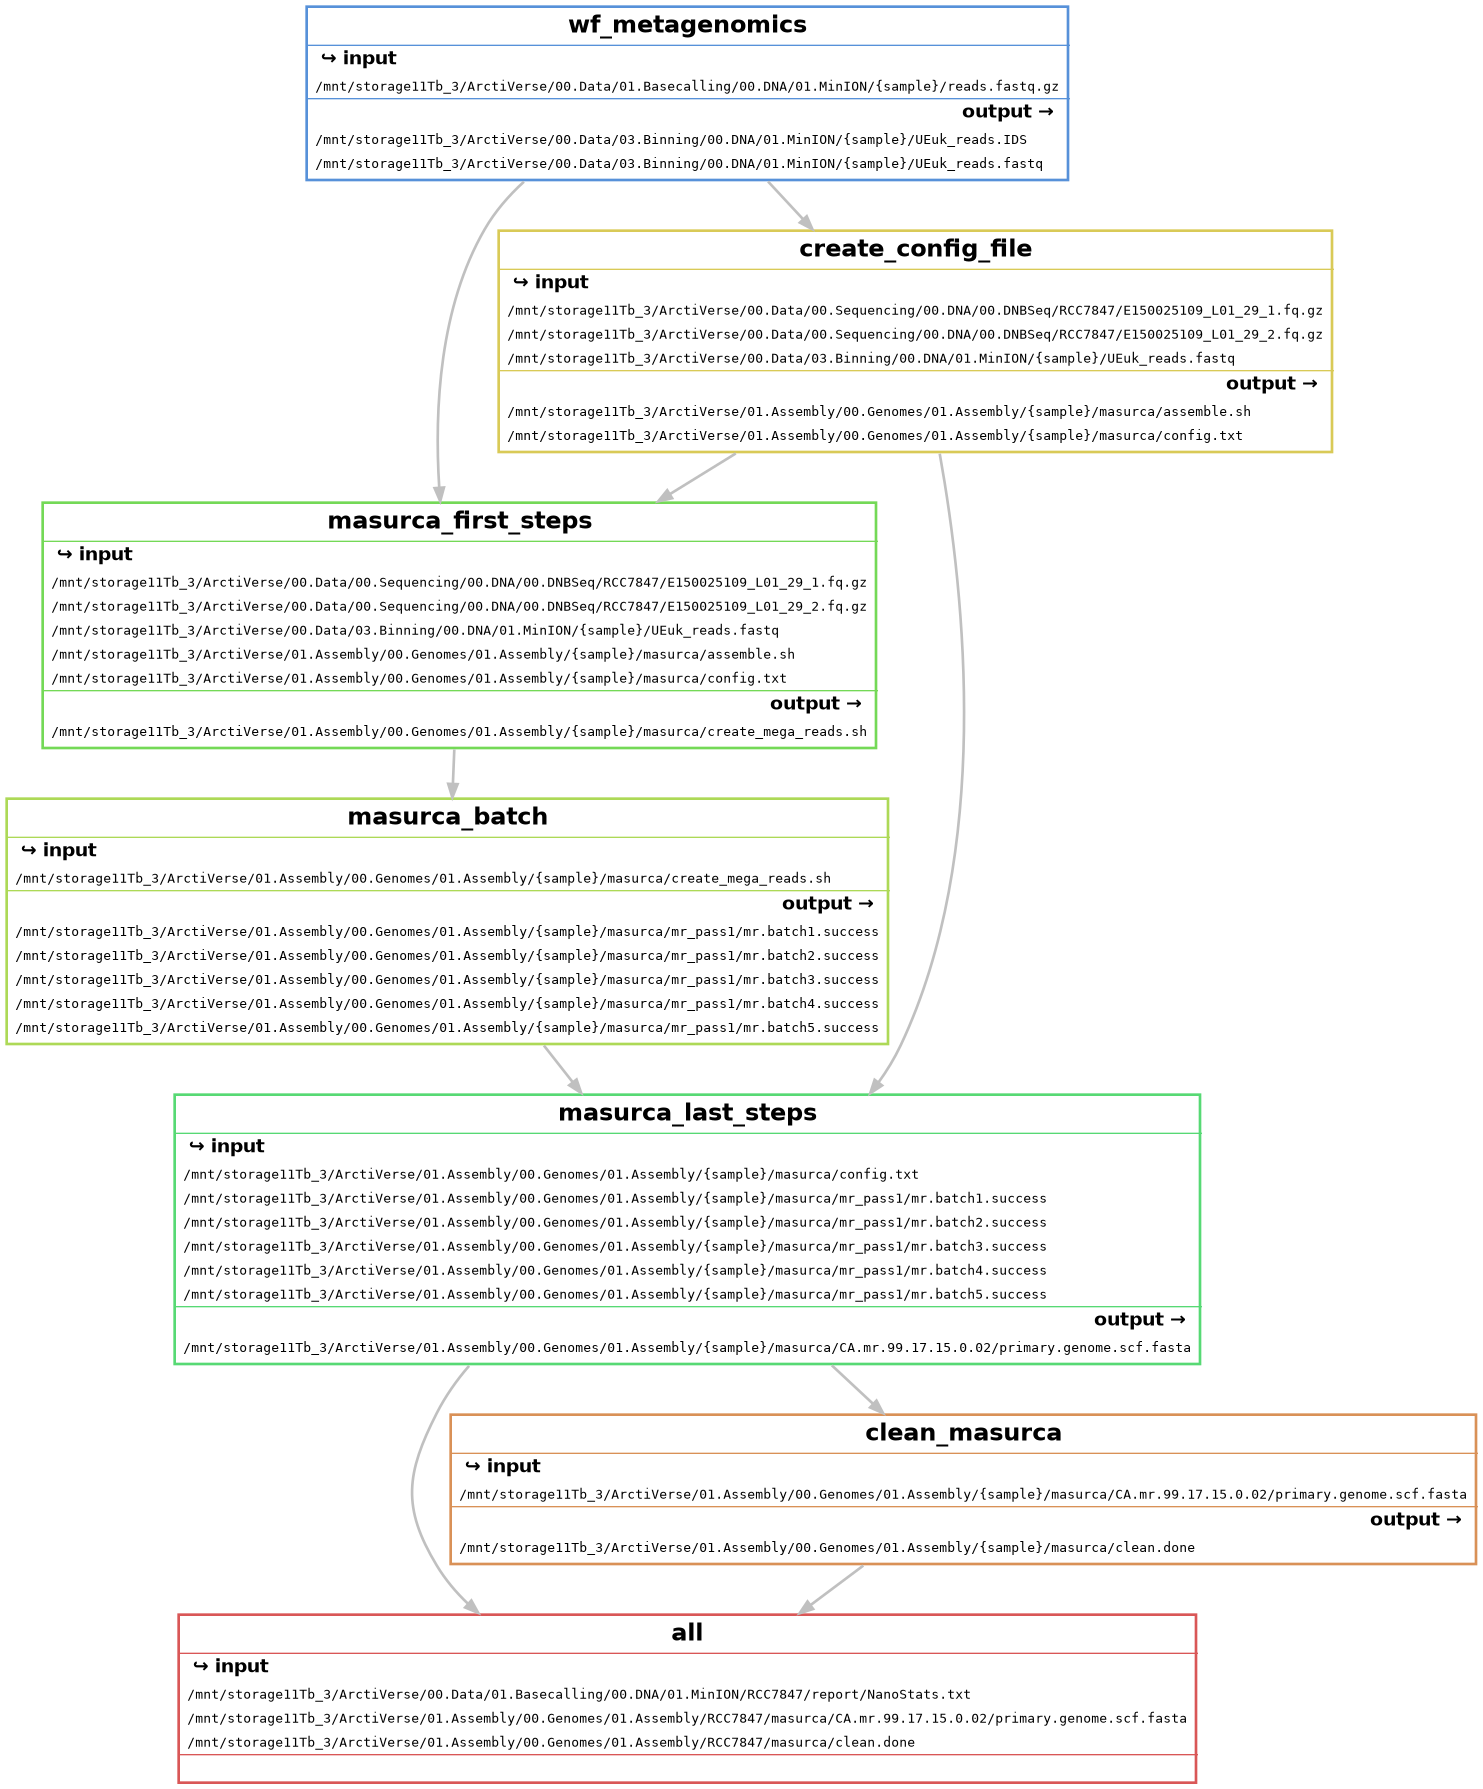 wf_metagenomics
↪ input
/mnt/storage11Tb_3/ArctiVerse/00.Data/01.Basecalling/00.DNA/01.MinION/{sample}/reads.fastq.gz
output →
/mnt/storage11Tb_3/ArctiVerse/00.Data/03.Binning/00.DNA/01.MinION/{sample}/UEuk_reads.IDS
/mnt/storage11Tb_3/ArctiVerse/00.Data/03.Binning/00.DNA/01.MinION/{sample}/UEuk_reads.fastq
create_config_file
↪ input
/mnt/storage11Tb_3/ArctiVerse/00.Data/00.Sequencing/00.DNA/00.DNBSeq/RCC7847/E150025109_L01_29_1.fq.gz
/mnt/storage11Tb_3/ArctiVerse/00.Data/00.Sequencing/00.DNA/00.DNBSeq/RCC7847/E150025109_L01_29_2.fq.gz
/mnt/storage11Tb_3/ArctiVerse/00.Data/03.Binning/00.DNA/01.MinION/{sample}/UEuk_reads.fastq
output →
/mnt/storage11Tb_3/ArctiVerse/01.Assembly/00.Genomes/01.Assembly/{sample}/masurca/assemble.sh
/mnt/storage11Tb_3/ArctiVerse/01.Assembly/00.Genomes/01.Assembly/{sample}/masurca/config.txt
masurca_first_steps
↪ input
/mnt/storage11Tb_3/ArctiVerse/00.Data/00.Sequencing/00.DNA/00.DNBSeq/RCC7847/E150025109_L01_29_1.fq.gz
/mnt/storage11Tb_3/ArctiVerse/00.Data/00.Sequencing/00.DNA/00.DNBSeq/RCC7847/E150025109_L01_29_2.fq.gz
/mnt/storage11Tb_3/ArctiVerse/00.Data/03.Binning/00.DNA/01.MinION/{sample}/UEuk_reads.fastq
/mnt/storage11Tb_3/ArctiVerse/01.Assembly/00.Genomes/01.Assembly/{sample}/masurca/assemble.sh
/mnt/storage11Tb_3/ArctiVerse/01.Assembly/00.Genomes/01.Assembly/{sample}/masurca/config.txt
output →
/mnt/storage11Tb_3/ArctiVerse/01.Assembly/00.Genomes/01.Assembly/{sample}/masurca/create_mega_reads.sh
masurca_batch
↪ input
/mnt/storage11Tb_3/ArctiVerse/01.Assembly/00.Genomes/01.Assembly/{sample}/masurca/create_mega_reads.sh
output →
/mnt/storage11Tb_3/ArctiVerse/01.Assembly/00.Genomes/01.Assembly/{sample}/masurca/mr_pass1/mr.batch1.success
/mnt/storage11Tb_3/ArctiVerse/01.Assembly/00.Genomes/01.Assembly/{sample}/masurca/mr_pass1/mr.batch2.success
/mnt/storage11Tb_3/ArctiVerse/01.Assembly/00.Genomes/01.Assembly/{sample}/masurca/mr_pass1/mr.batch3.success
/mnt/storage11Tb_3/ArctiVerse/01.Assembly/00.Genomes/01.Assembly/{sample}/masurca/mr_pass1/mr.batch4.success
/mnt/storage11Tb_3/ArctiVerse/01.Assembly/00.Genomes/01.Assembly/{sample}/masurca/mr_pass1/mr.batch5.success
masurca_last_steps
↪ input
/mnt/storage11Tb_3/ArctiVerse/01.Assembly/00.Genomes/01.Assembly/{sample}/masurca/config.txt
/mnt/storage11Tb_3/ArctiVerse/01.Assembly/00.Genomes/01.Assembly/{sample}/masurca/mr_pass1/mr.batch1.success
/mnt/storage11Tb_3/ArctiVerse/01.Assembly/00.Genomes/01.Assembly/{sample}/masurca/mr_pass1/mr.batch2.success
/mnt/storage11Tb_3/ArctiVerse/01.Assembly/00.Genomes/01.Assembly/{sample}/masurca/mr_pass1/mr.batch3.success
/mnt/storage11Tb_3/ArctiVerse/01.Assembly/00.Genomes/01.Assembly/{sample}/masurca/mr_pass1/mr.batch4.success
/mnt/storage11Tb_3/ArctiVerse/01.Assembly/00.Genomes/01.Assembly/{sample}/masurca/mr_pass1/mr.batch5.success
output →
/mnt/storage11Tb_3/ArctiVerse/01.Assembly/00.Genomes/01.Assembly/{sample}/masurca/CA.mr.99.17.15.0.02/primary.genome.scf.fasta
clean_masurca
↪ input
/mnt/storage11Tb_3/ArctiVerse/01.Assembly/00.Genomes/01.Assembly/{sample}/masurca/CA.mr.99.17.15.0.02/primary.genome.scf.fasta
output →
/mnt/storage11Tb_3/ArctiVerse/01.Assembly/00.Genomes/01.Assembly/{sample}/masurca/clean.done
all
↪ input
/mnt/storage11Tb_3/ArctiVerse/00.Data/01.Basecalling/00.DNA/01.MinION/RCC7847/report/NanoStats.txt
/mnt/storage11Tb_3/ArctiVerse/01.Assembly/00.Genomes/01.Assembly/RCC7847/masurca/CA.mr.99.17.15.0.02/primary.genome.scf.fasta
/mnt/storage11Tb_3/ArctiVerse/01.Assembly/00.Genomes/01.Assembly/RCC7847/masurca/clean.done